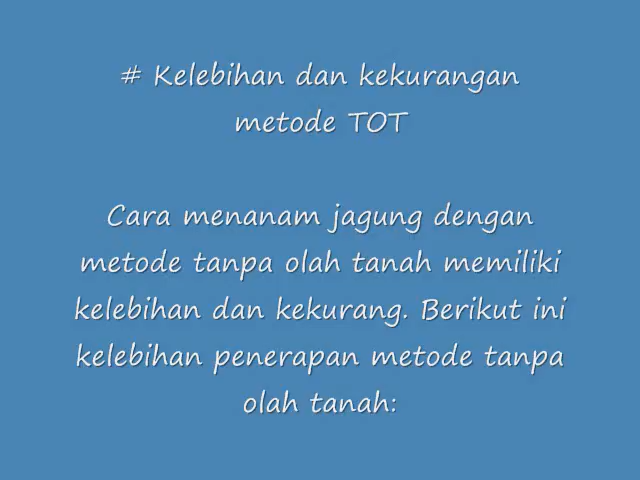 # Kelebihan dan kekurangan
metode TOT
Cara menanam jagung dengan
metode tanpa olah tanah memiliki
kelebihan dan kekurang. Berikut ini
kelebihan penerapan metode tanpa
olah tanah: